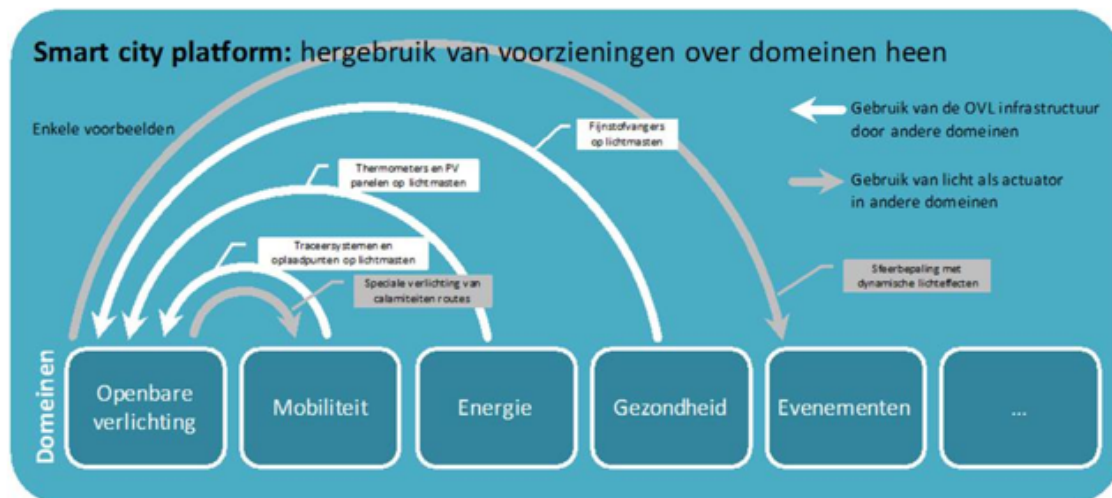 Smart city platform: hergebruik van voorzieningen over domeinen heen
Enkele voorbeelden
Gebruik van de OVL infrastructuur
door andere domeinen
Gebruik van licht als actuator
in andere domeinen
Fijnstofvangers
op lichtmasten
Thermometers en PV
panelen op lichtmasten
Traceersystemen en
oplaadpunten op lichtmasten
Speciale verlichting van
calamiteiten routes
Sfeerbepaling met
dynamische lichteffecten
Domeinen
Openbare
verlichting
Mobiliteit
Energie
Gezondheid
Evenementen
...